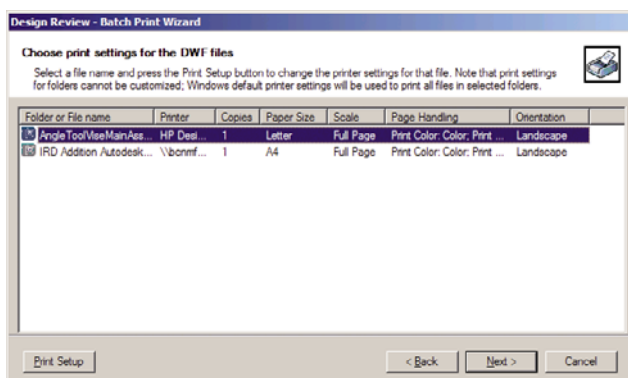 Design Review - Batch Print Wizard
Choose print settings for the DWF files
Select a file name and press the Print Setup button to change the printer settings for that file. Note that print settings
for folders cannot be customized; Windows default printer settings will be used to print all files in selected folders.
Folder or File name Printer Copies Paper Size Scale Page Handling Orientation
AngleToolViseMainAss... HP Desi... 1 Letter Full Page Print Color: Color; Print ... Landscape
IRD Addition Autodesk... \\bcnmf... 1 A4 Full Page Print Color: Color; Print ... Landscape
Print Setup < Back Next > Cancel